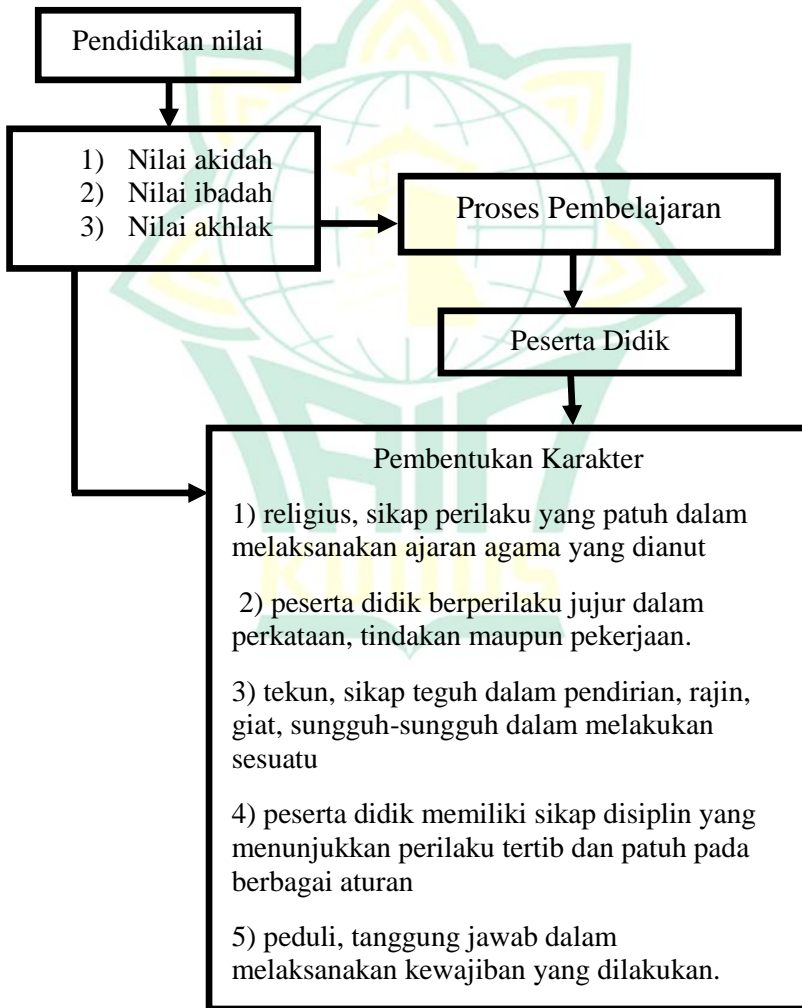 Pendidikan nilai
1) Nilai akidah
2) Nilai ibadah
3) Nilai akhlak
Proses Pembelajaran
Peserta Didik
Pembentukan Karakter
1) religius, sikap perilaku yang patuh dalam
melaksanakan ajaran agama yang dianut
2) peserta didik berperilaku jujur dalam
perkataan, tindakan maupun pekerjaan.
3) tekun, sikap teguh dalam pendirian, rajin,
giat, sungguh-sungguh dalam melakukan
sesuatu
4) peserta didik memiliki sikap disiplin yang
menunjukkan perilaku tertib dan patuh pada
berbagai aturan
5) peduli, tanggung jawab dalam
melaksanakan kewajiban yang dilakukan.
IAIN
KUDUS